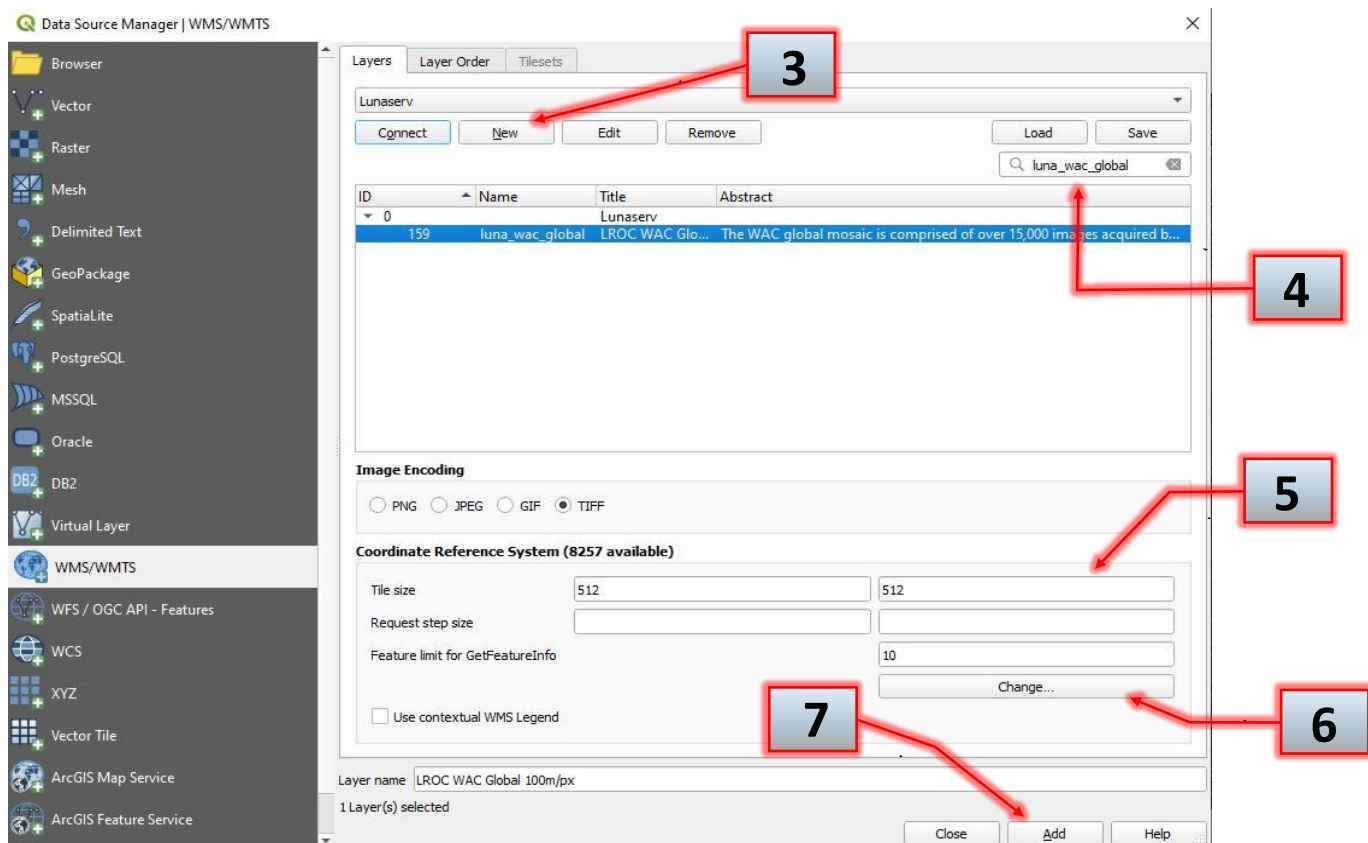 Data Source Manager | WMS/WMTS
Browser
Vector
Raster
Mesh
Delimited Text
GeoPackage
SpatiaLite
PostgreSQL
MSSQL
Oracle
DB2 DB2
Virtual Layer
WMS/WMTS
WFS / OGC API - Features
WCS
XYZ
Vector Tile
ArcGIS Map Service
ArcGIS Feature Service
Layers Layer Order Tilesets
3
Lunaserv
Connect New Edit Remove Load Save
luna_wac_global
ID Name Title Abstract
0 Lunaserv
159 luna_wac_global LROC WAC Glo... The WAC global mosaic is comprised of over 15,000 images acquired b...
4
Image Encoding
PNG JPEG GIF TIFF
5
Coordinate Reference System (8257 available)
Tile size 512 512
Request step size
Feature limit for GetFeatureInfo 10
Change...
Use contextual WMS Legend
7
6
Layer name LROC WAC Global 100m/px
1 Layer(s) selected
Close Add Help